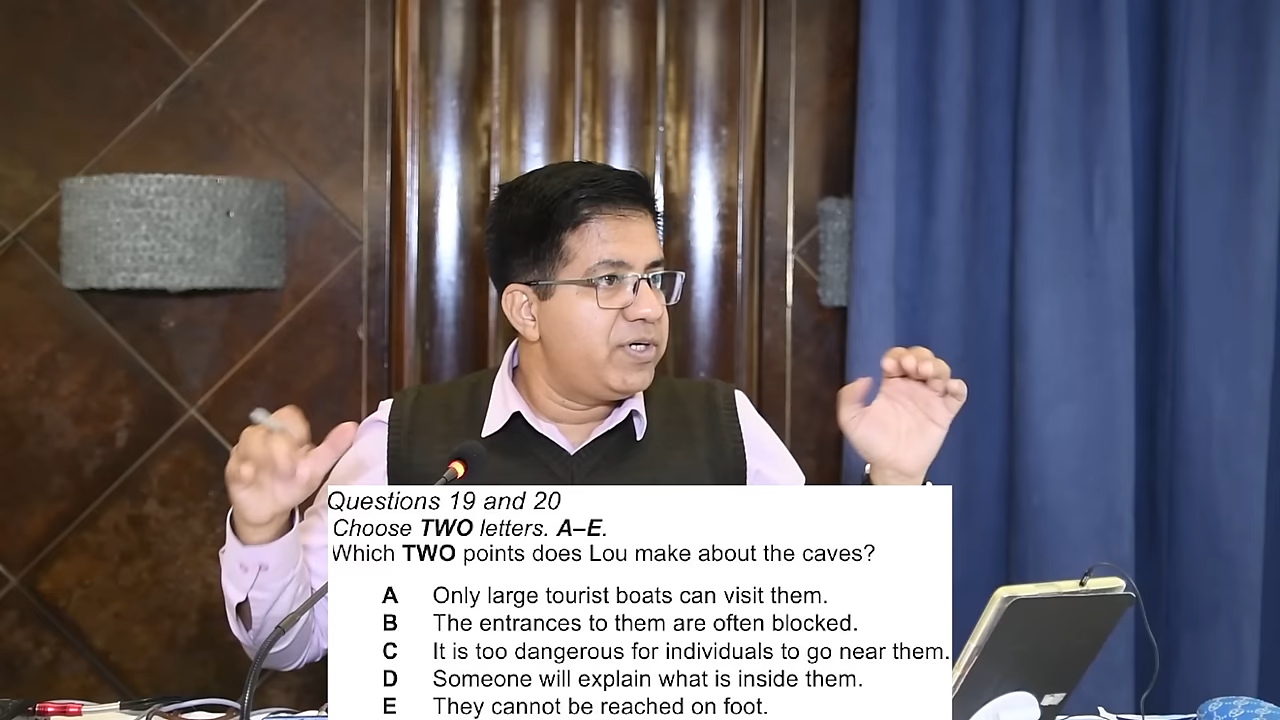 Questions 19 and 20
Choose TWO letters. A–E.
Which TWO points does Lou make about the caves?
A Only large tourist boats can visit them.
B The entrances to them are often blocked.
C It is too dangerous for individuals to go near them.
D Someone will explain what is inside them.
E They cannot be reached on foot.